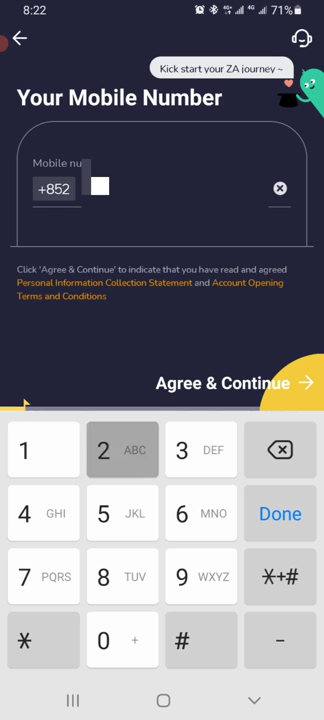 8:22
4G
4G
71%
Kick start your ZA journey ~
Your Mobile Number
Mobile nu
+852
Click 'Agree & Continue' to indicate that you have read and agreed
Personal Information Collection Statement and Account Opening
Terms and Conditions
Agree & Continue
1
2 ABC
3 DEF
4 GHI
5 JKL
6 MNO
Done
7 PQRS
8 TUV
9 WXYZ
*+#
*
0 +
#
-